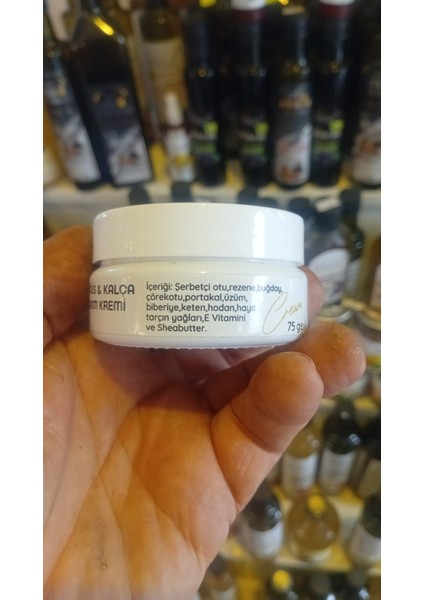 & KALÇA
KREMİ
İçeriği: Şerbetçi otu,rezene,buğday,
çörekotu,portakal,üzüm,
biberiye,keten,hodan,hayıt
tarçın yağları,E Vitamini
ve Sheabutter.
Cream
75 gr